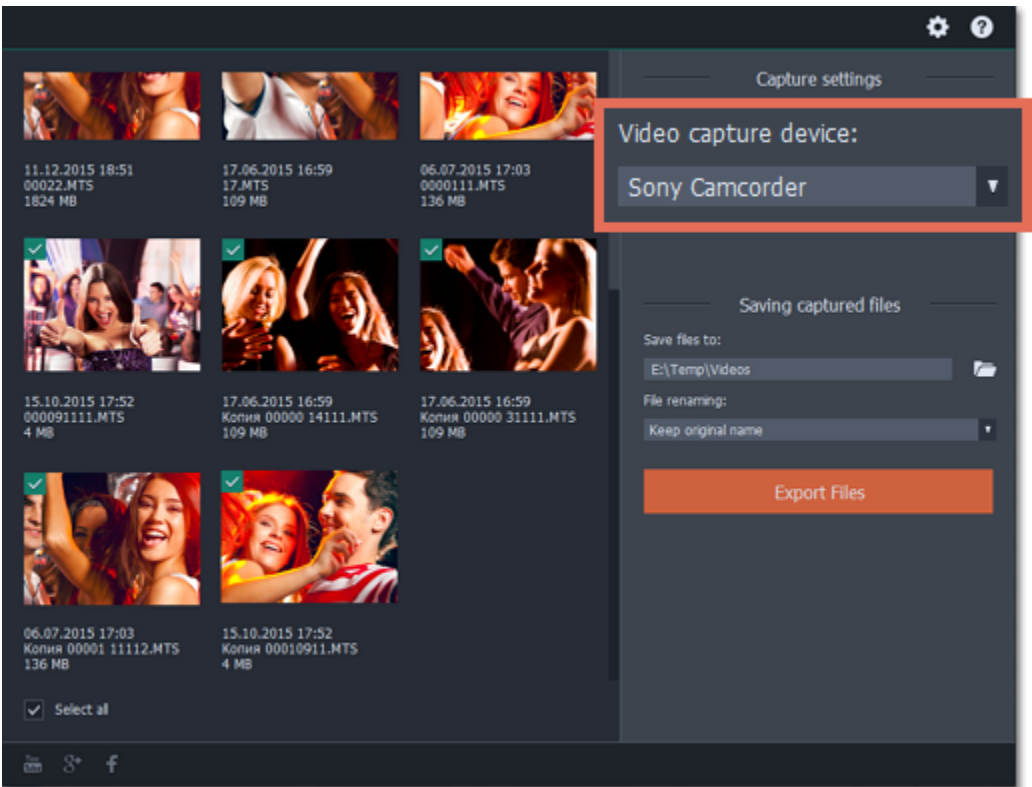 Capture settings
Video capture device:
Sony Camcorder
11.12.2015 18:51
00022.MTS
1824 MB
17.06.2015 16:59
17.MTS
109 MB
06.07.2015 17:03
0000111.MTS
136 MB
15.10.2015 17:52
000091111.MTS
4 MB
17.06.2015 16:59
Копия 00000 14111.MTS
109 MB
17.06.2015 16:59
Копия 00000 31111.MTS
109 MB
06.07.2015 17:03
Копия 00001 11112.MTS
136 MB
15.10.2015 17:52
Копия 00010911.MTS
4 MB
Select all
Saving captured files
Save files to:
E:\Temp\Videos
File renaming:
Keep original name
Export Files
You
Tube
g+
f